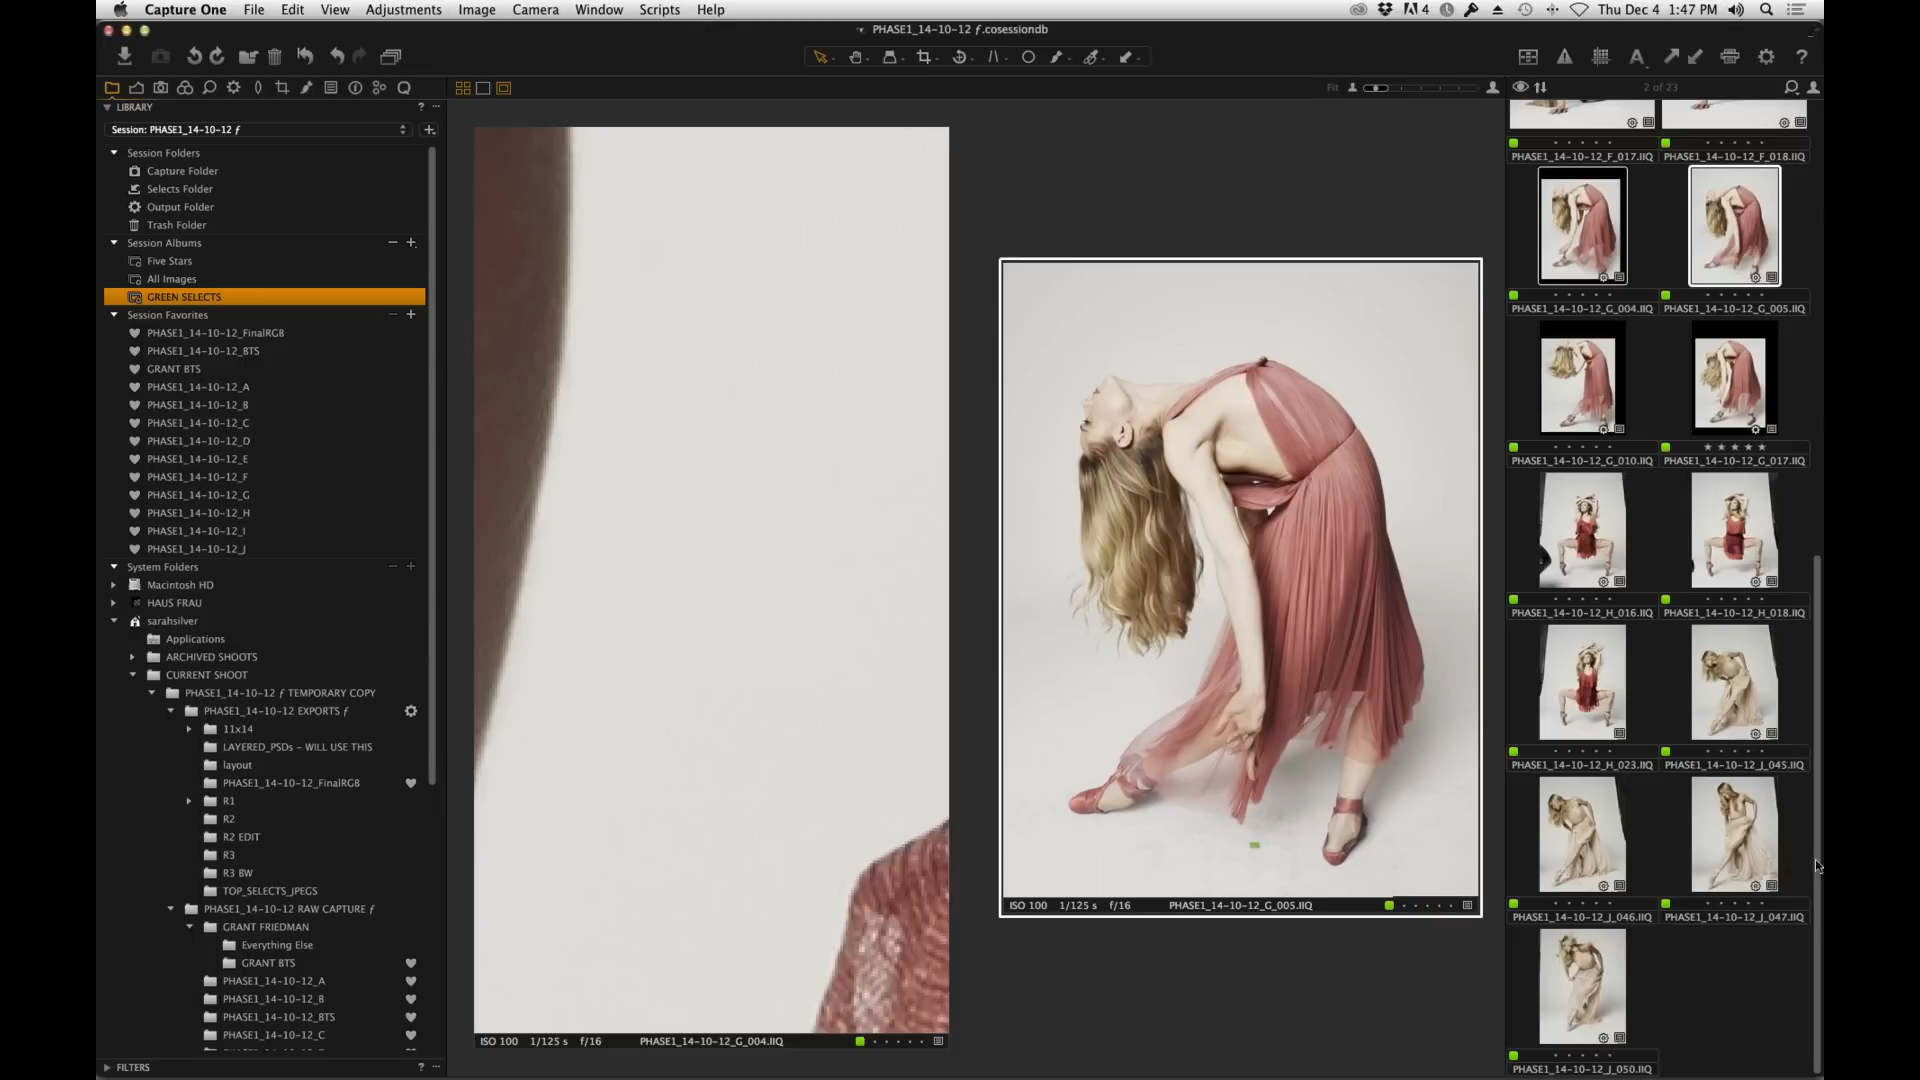 Capture One File Edit View Adjustments Image Camera Window Scripts Help
4 Thu Dec 4 1:47 PM
PHASE1_14-10-12 ƒ.cosessiondb
Fit
2 of 23
LIBRARY
Session: PHASE1_14-10-12 ƒ
Session Folders
Capture Folder
Selects Folder
Output Folder
Trash Folder
Session Albums
Five Stars
All Images
GREEN SELECTS
Session Favorites
PHASE1_14-10-12_FinalRGB
PHASE1_14-10-12_BTS
GRANT BTS
PHASE1_14-10-12_A
PHASE1_14-10-12_B
PHASE1_14-10-12_C
PHASE1_14-10-12_D
PHASE1_14-10-12_E
PHASE1_14-10-12_F
PHASE1_14-10-12_G
PHASE1_14-10-12_H
PHASE1_14-10-12_I
PHASE1_14-10-12_J
System Folders
Macintosh HD
HAUS FRAU
sarahsilver
Applications
ARCHIVED SHOOTS
CURRENT SHOOT
PHASE1_14-10-12 ƒ TEMPORARY COPY
PHASE1_14-10-12 EXPORTS ƒ
11x14
LAYERED_PSDs - WILL USE THIS
layout
PHASE1_14-10-12_FinalRGB
R1
R2
R2 EDIT
R3
R3 BW
TOP_SELECTS_JPEGS
PHASE1_14-10-12 RAW CAPTURE ƒ
GRANT FRIEDMAN
Everything Else
GRANT BTS
PHASE1_14-10-12_A
PHASE1_14-10-12_B
PHASE1_14-10-12_BTS
PHASE1_14-10-12_C
FILTERS
ISO 100 1/125 s f/16 PHASE1_14-10-12_G_004.IIQ
ISO 100 1/125 s f/16 PHASE1_14-10-12_G_005.IIQ
PHASE1_14-10-12_F_017.IIQ PHASE1_14-10-12_F_018.IIQ
PHASE1_14-10-12_G_004.IIQ PHASE1_14-10-12_G_005.IIQ
PHASE1_14-10-12_G_010.IIQ PHASE1_14-10-12_G_017.IIQ
PHASE1_14-10-12_H_016.IIQ PHASE1_14-10-12_H_018.IIQ
PHASE1_14-10-12_H_023.IIQ PHASE1_14-10-12_J_045.IIQ
PHASE1_14-10-12_J_046.IIQ PHASE1_14-10-12_J_047.IIQ
PHASE1_14-10-12_J_050.IIQ